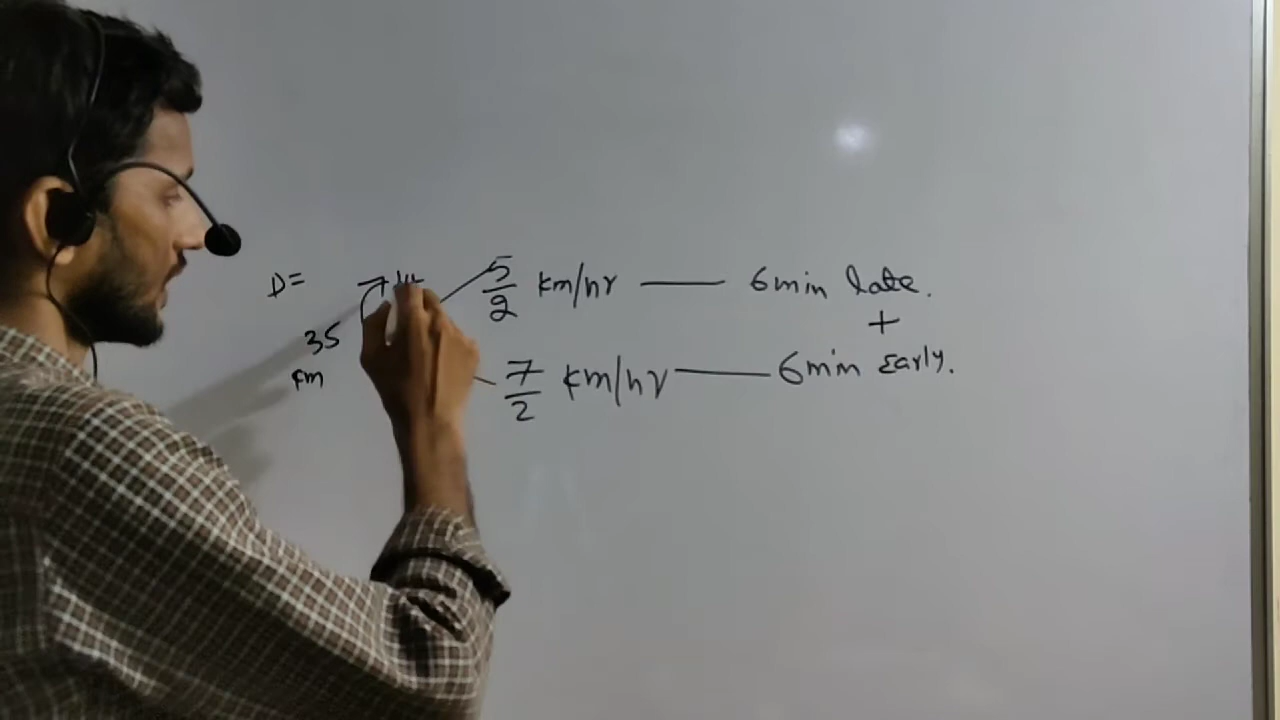 D= 5/2 km/hr — 6min late.
+
35 7/2 km/hr — 6min Early.
km